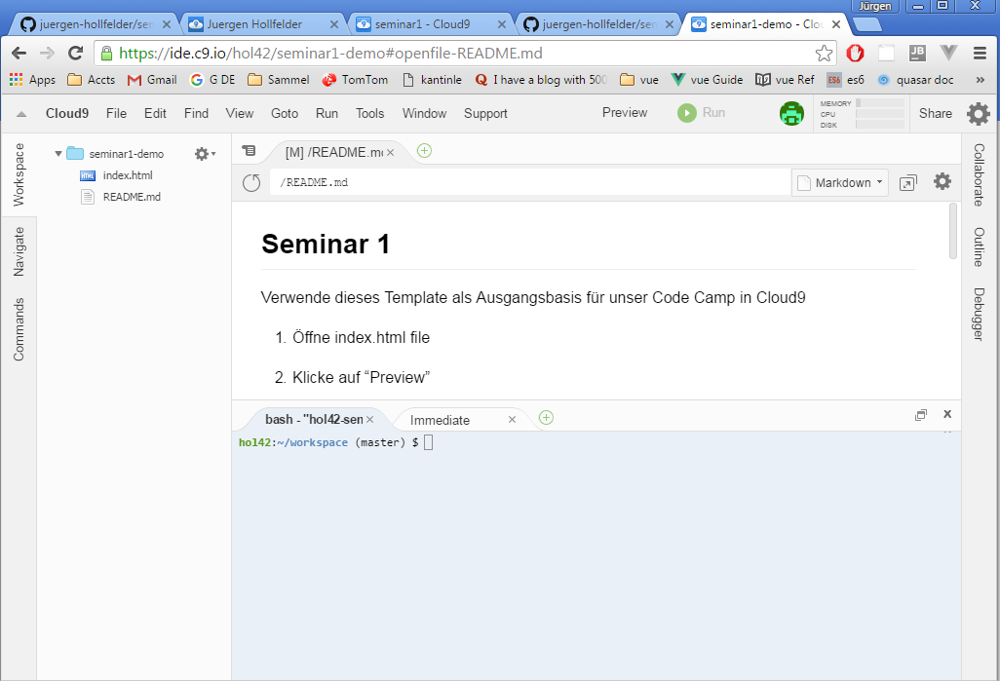 Jürgen
juergen-hollfelder/sen
Juergen Hollfelder
seminar1 - Cloud9
juergen-hollfelder/sen
seminar1-demo - Clou
https://ide.c9.io/hol42/seminar1-demo#openfile-README.md
JB
Apps Accts Gmail G DE Sammel TomTom kantinle I have a blog with 500 vue vue Guide vue Ref ES6 es6 quasar doc »
Cloud9 File Edit Find View Goto Run Tools Window Support Preview Run
MEMORY
CPU
DISK
Share
Workspace
Navigate
Commands
seminar1-demo
HTML index.html
README.md
[M] /README.m
/README.md
Markdown
Seminar 1
Verwende dieses Template als Ausgangsbasis für unser Code Camp in Cloud9
1. Öffne index.html file
2. Klicke auf “Preview”
bash - "hol42-sen
Immediate
hol42:~/workspace (master) $
Collaborate
Outline
Debugger